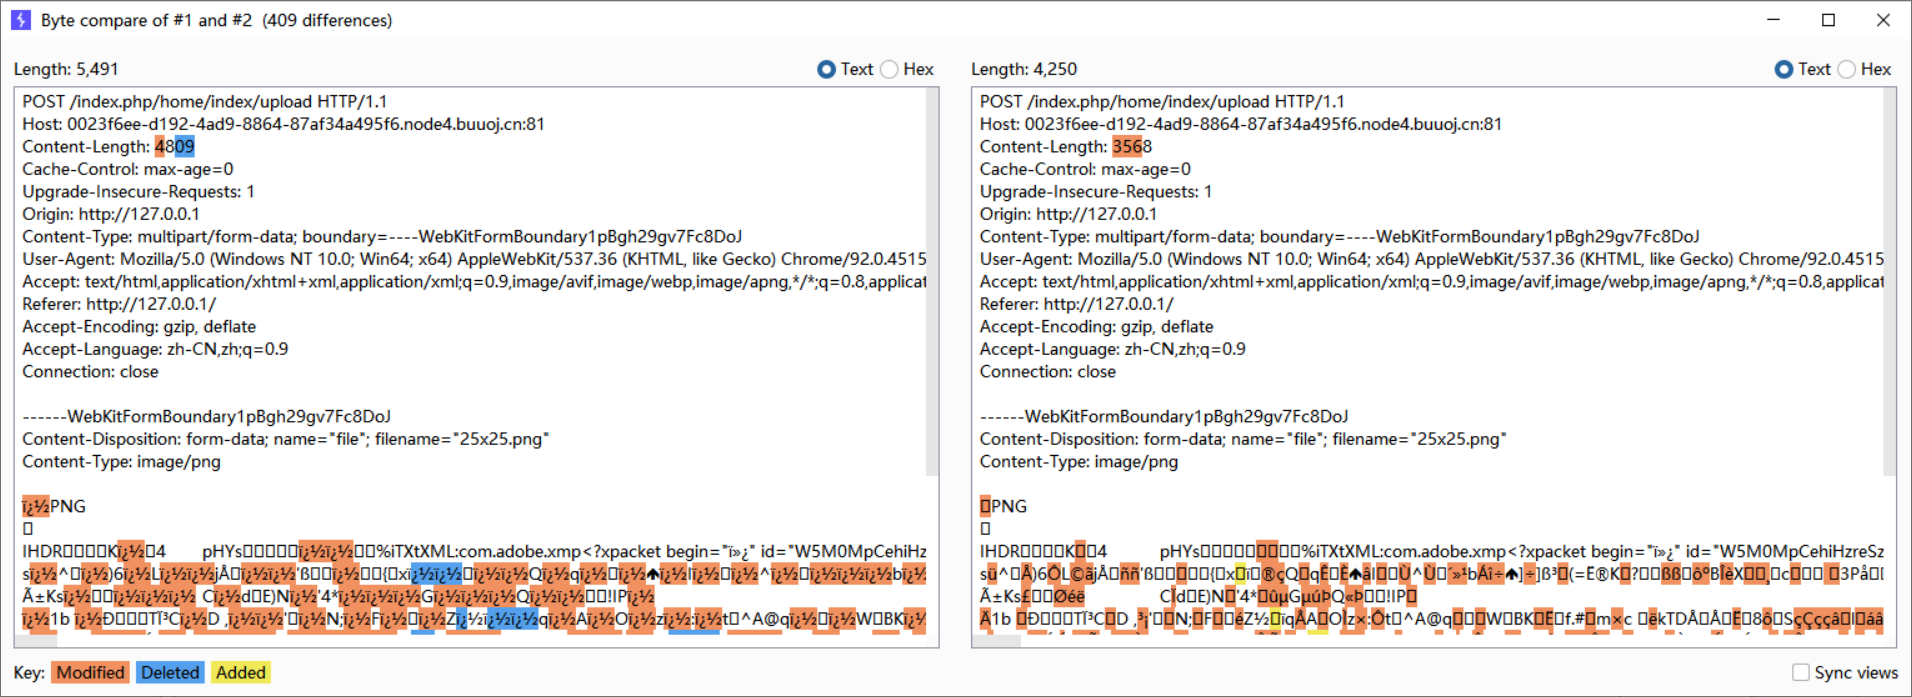 Byte compare of #1 and #2 (409 differences)
Length: 5,491
Text
Hex
POST /index.php/home/index/upload HTTP/1.1
Host: 0023f6ee-d192-4ad9-8864-87af34a495f6.node4.buuoj.cn:81
Content-Length: 4809
Cache-Control: max-age=0
Upgrade-Insecure-Requests: 1
Origin: http://127.0.0.1
Content-Type: multipart/form-data; boundary=----WebKitFormBoundary1pBgh29gv7Fc8DoJ
User-Agent: Mozilla/5.0 (Windows NT 10.0; Win64; x64) AppleWebKit/537.36 (KHTML, like Gecko) Chrome/92.0.4515
Accept: text/html,application/xhtml+xml,application/xml;q=0.9,image/avif,image/webp,image/apng,*/*;q=0.8,applicat
Referer: http://127.0.0.1/
Accept-Encoding: gzip, deflate
Accept-Language: zh-CN,zh;q=0.9
Connection: close
------WebKitFormBoundary1pBgh29gv7Fc8DoJ
Content-Disposition: form-data; name="file"; filename="25x25.png"
Content-Type: image/png
ï¿½PNG
pHYs
%iTXtXML:com.adobe.xmp<?xpacket begin="ï»¿" id="W5M0MpCehiHz
Length: 4,250
Text
Hex
POST /index.php/home/index/upload HTTP/1.1
Host: 0023f6ee-d192-4ad9-8864-87af34a495f6.node4.buuoj.cn:81
Content-Length: 3568
Cache-Control: max-age=0
Upgrade-Insecure-Requests: 1
Origin: http://127.0.0.1
Content-Type: multipart/form-data; boundary=----WebKitFormBoundary1pBgh29gv7Fc8DoJ
User-Agent: Mozilla/5.0 (Windows NT 10.0; Win64; x64) AppleWebKit/537.36 (KHTML, like Gecko) Chrome/92.0.4515
Accept: text/html,application/xhtml+xml,application/xml;q=0.9,image/avif,image/webp,image/apng,*/*;q=0.8,applicat
Referer: http://127.0.0.1/
Accept-Encoding: gzip, deflate
Accept-Language: zh-CN,zh;q=0.9
Connection: close
------WebKitFormBoundary1pBgh29gv7Fc8DoJ
Content-Disposition: form-data; name="file"; filename="25x25.png"
Content-Type: image/png
PNG
pHYs
%iTXtXML:com.adobe.xmp<?xpacket begin="ï»¿" id="W5M0MpCehiHzreSz
Key: Modified Deleted Added
Sync views